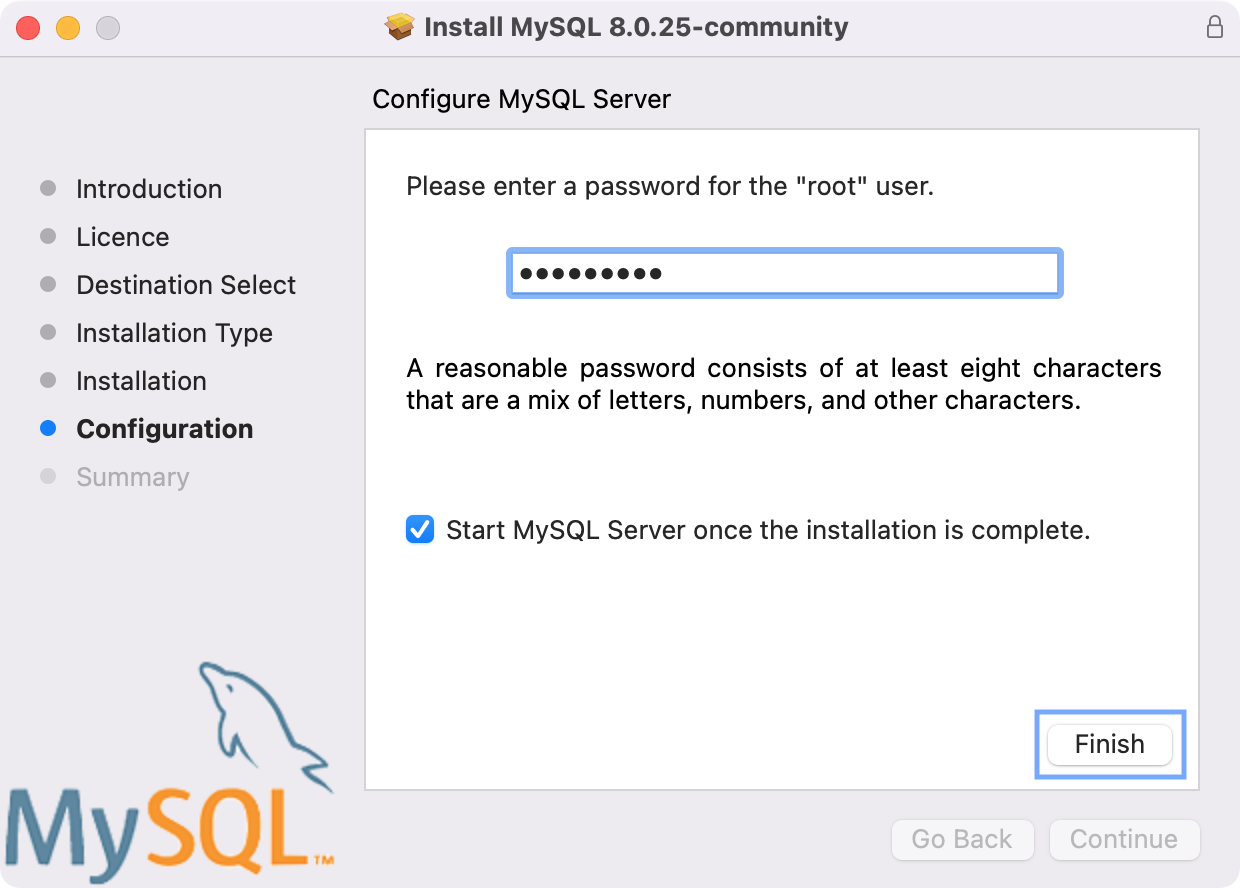 Install MySQL 8.0.25-community
Configure MySQL Server
Introduction
Licence
Destination Select
Installation Type
Installation
Configuration
Summary
Please enter a password for the "root" user.
●●●●●●●●●
A reasonable password consists of at least eight characters
that are a mix of letters, numbers, and other characters.
Start MySQL Server once the installation is complete.
Finish
MySQL™
Go Back
Continue